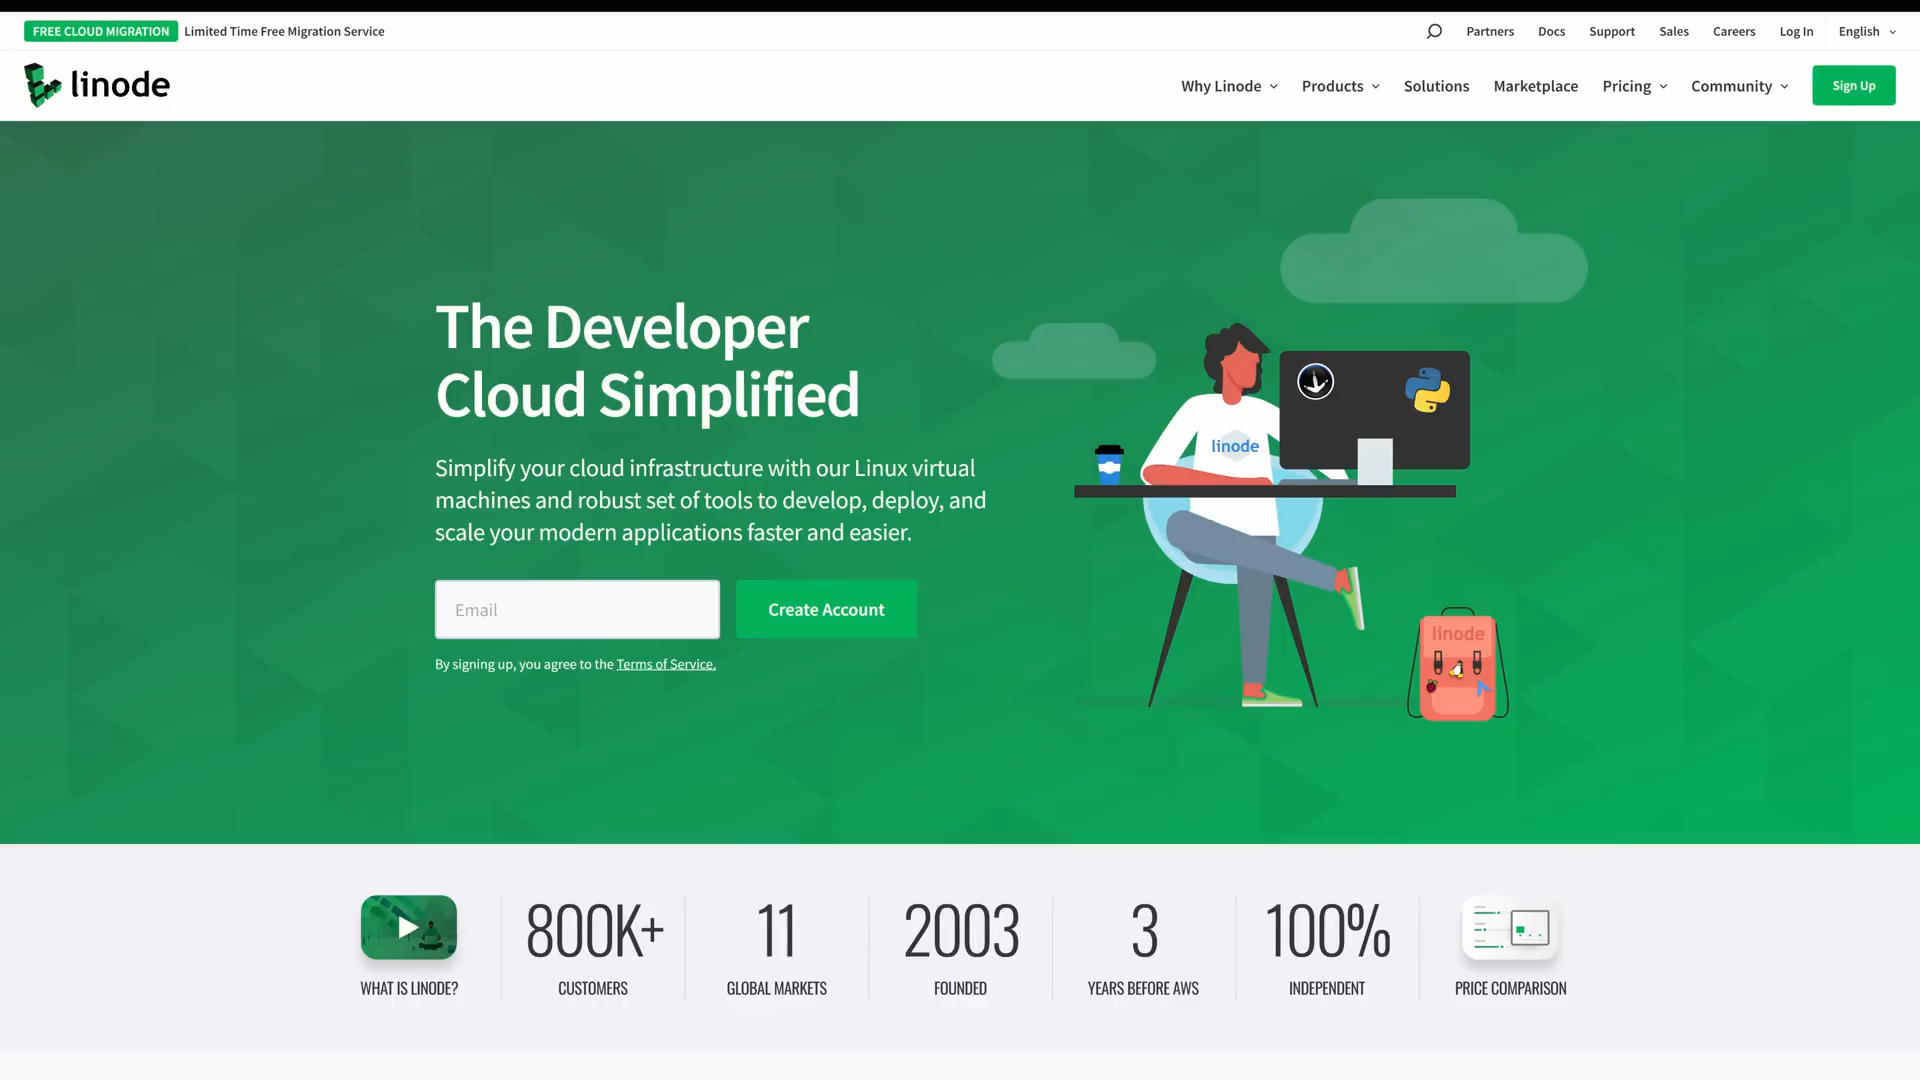 FREE CLOUD MIGRATION Limited Time Free Migration Service
Partners Docs Support Sales Careers Log In English
linode
Why Linode Products Solutions Marketplace Pricing Community Sign Up
The Developer
Cloud Simplified
Simplify your cloud infrastructure with our Linux virtual
machines and robust set of tools to develop, deploy, and
scale your modern applications faster and easier.
Email
Create Account
By signing up, you agree to the Terms of Service.
linode
linode
800K+ 11 2003 3 100%
WHAT IS LINODE? CUSTOMERS GLOBAL MARKETS FOUNDED YEARS BEFORE AWS INDEPENDENT PRICE COMPARISON